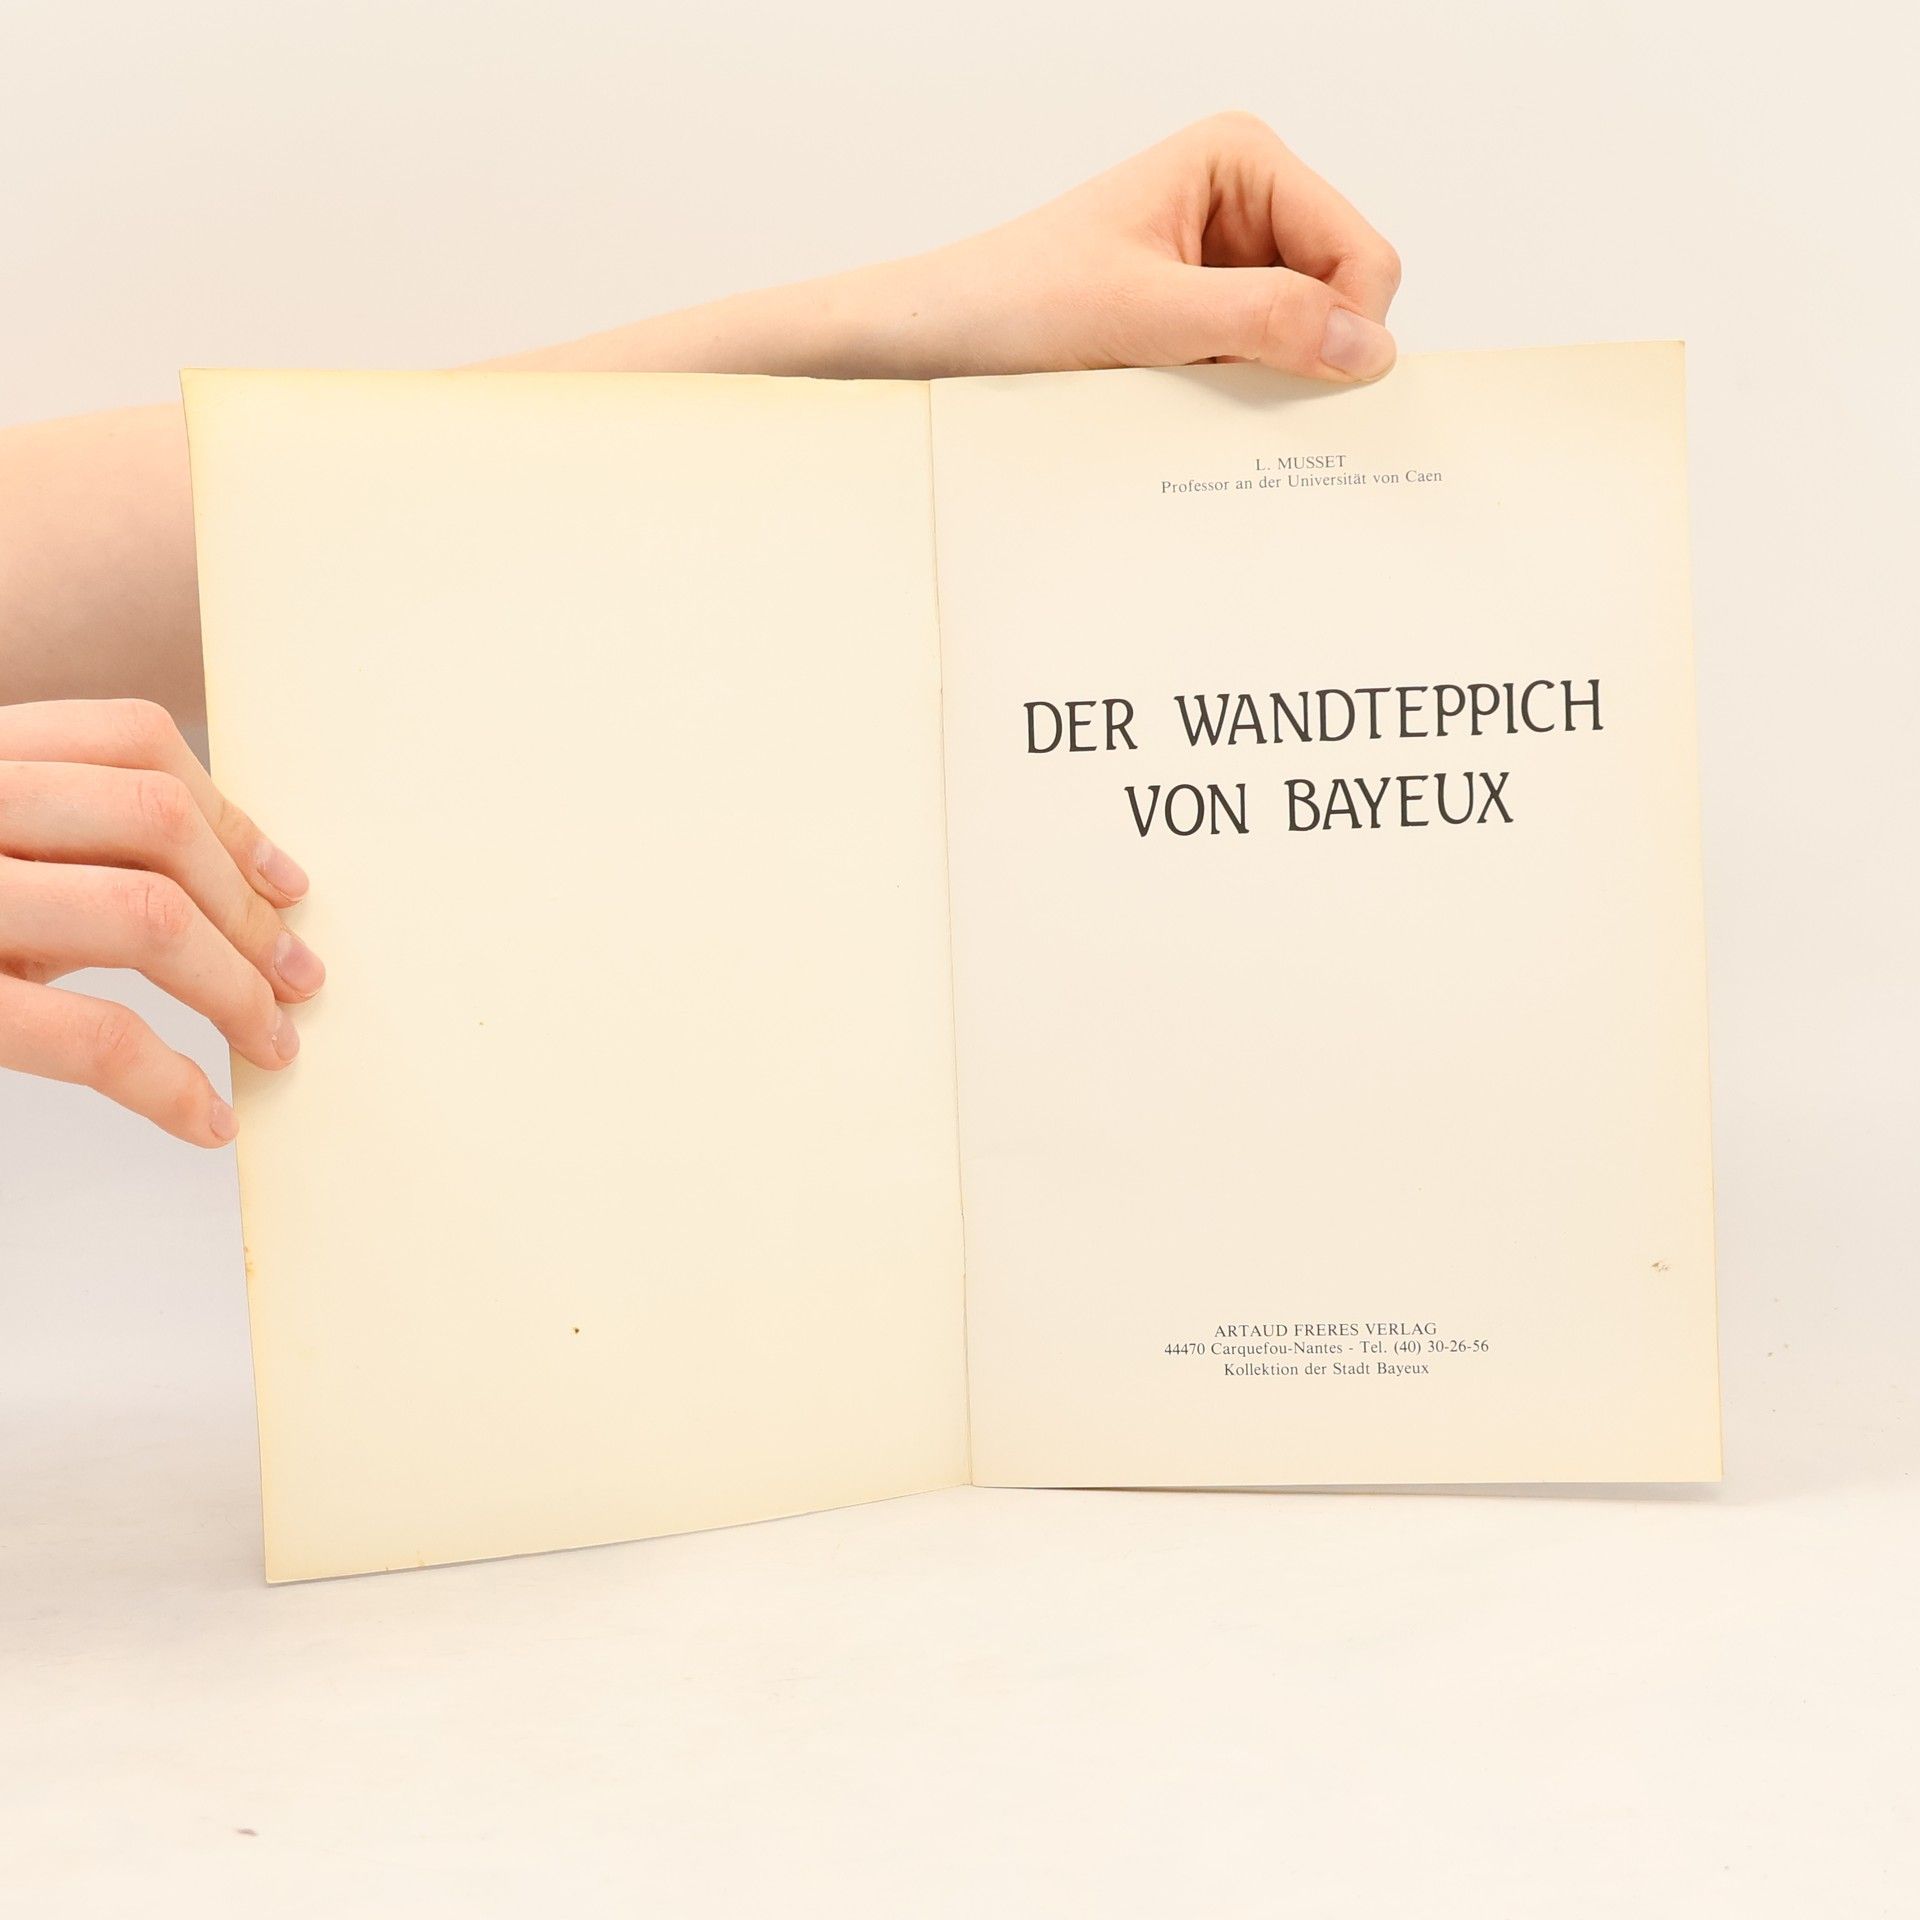 L. MUSSET
Professor an der Universität von Caen
DER WANDTEPPICH
VON BAYEUX
ARTAUD FRERES VERLAG
44470 Carquefou-Nantes - Tel. (40) 30-26-56
Kollektion der Stadt Bayeux